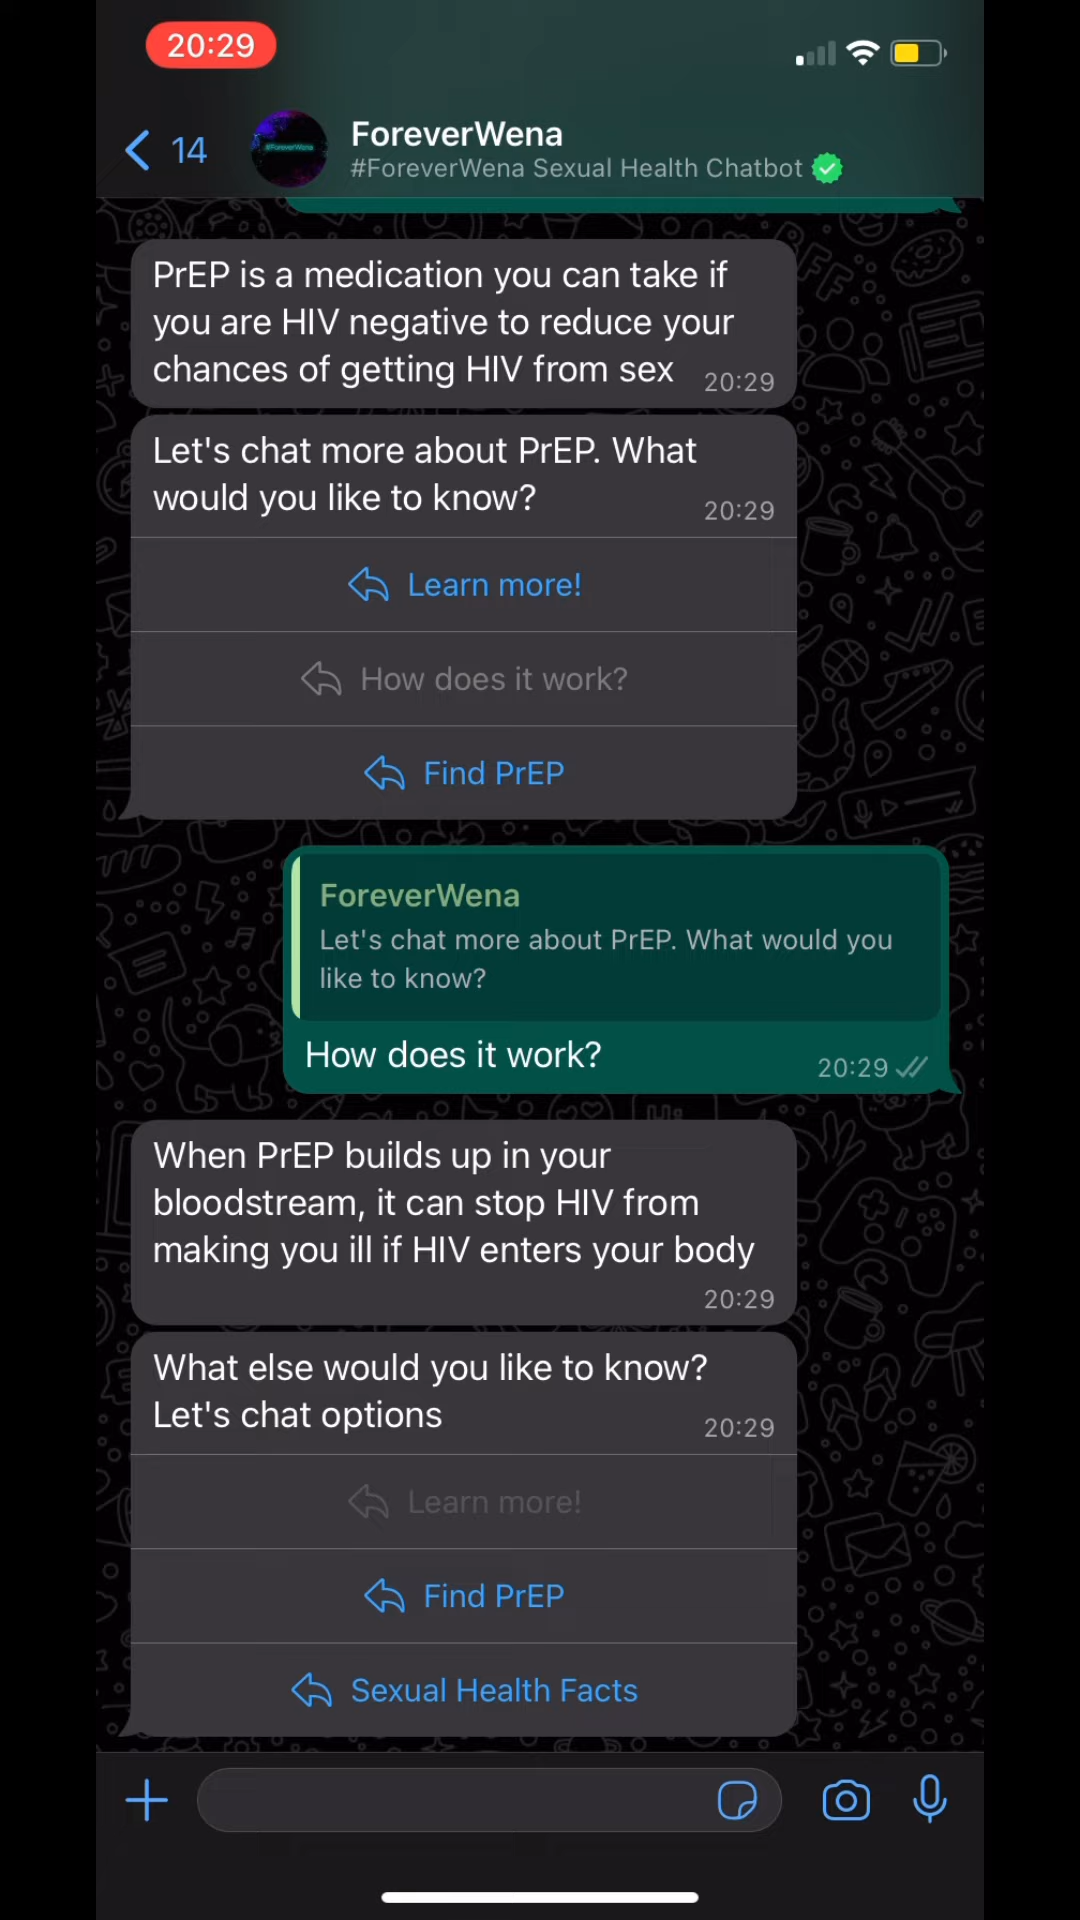 20:29
14
ForeverWena
#ForeverWena Sexual Health Chatbot
#ForeverWena
PrEP is a medication you can take if
you are HIV negative to reduce your
chances of getting HIV from sex
20:29
Let's chat more about PrEP. What
would you like to know?
20:29
Learn more!
How does it work?
Find PrEP
ForeverWena
Let's chat more about PrEP. What would you
like to know?
How does it work?
20:29
When PrEP builds up in your
bloodstream, it can stop HIV from
making you ill if HIV enters your body
20:29
What else would you like to know?
Let's chat options
20:29
Learn more!
Find PrEP
Sexual Health Facts